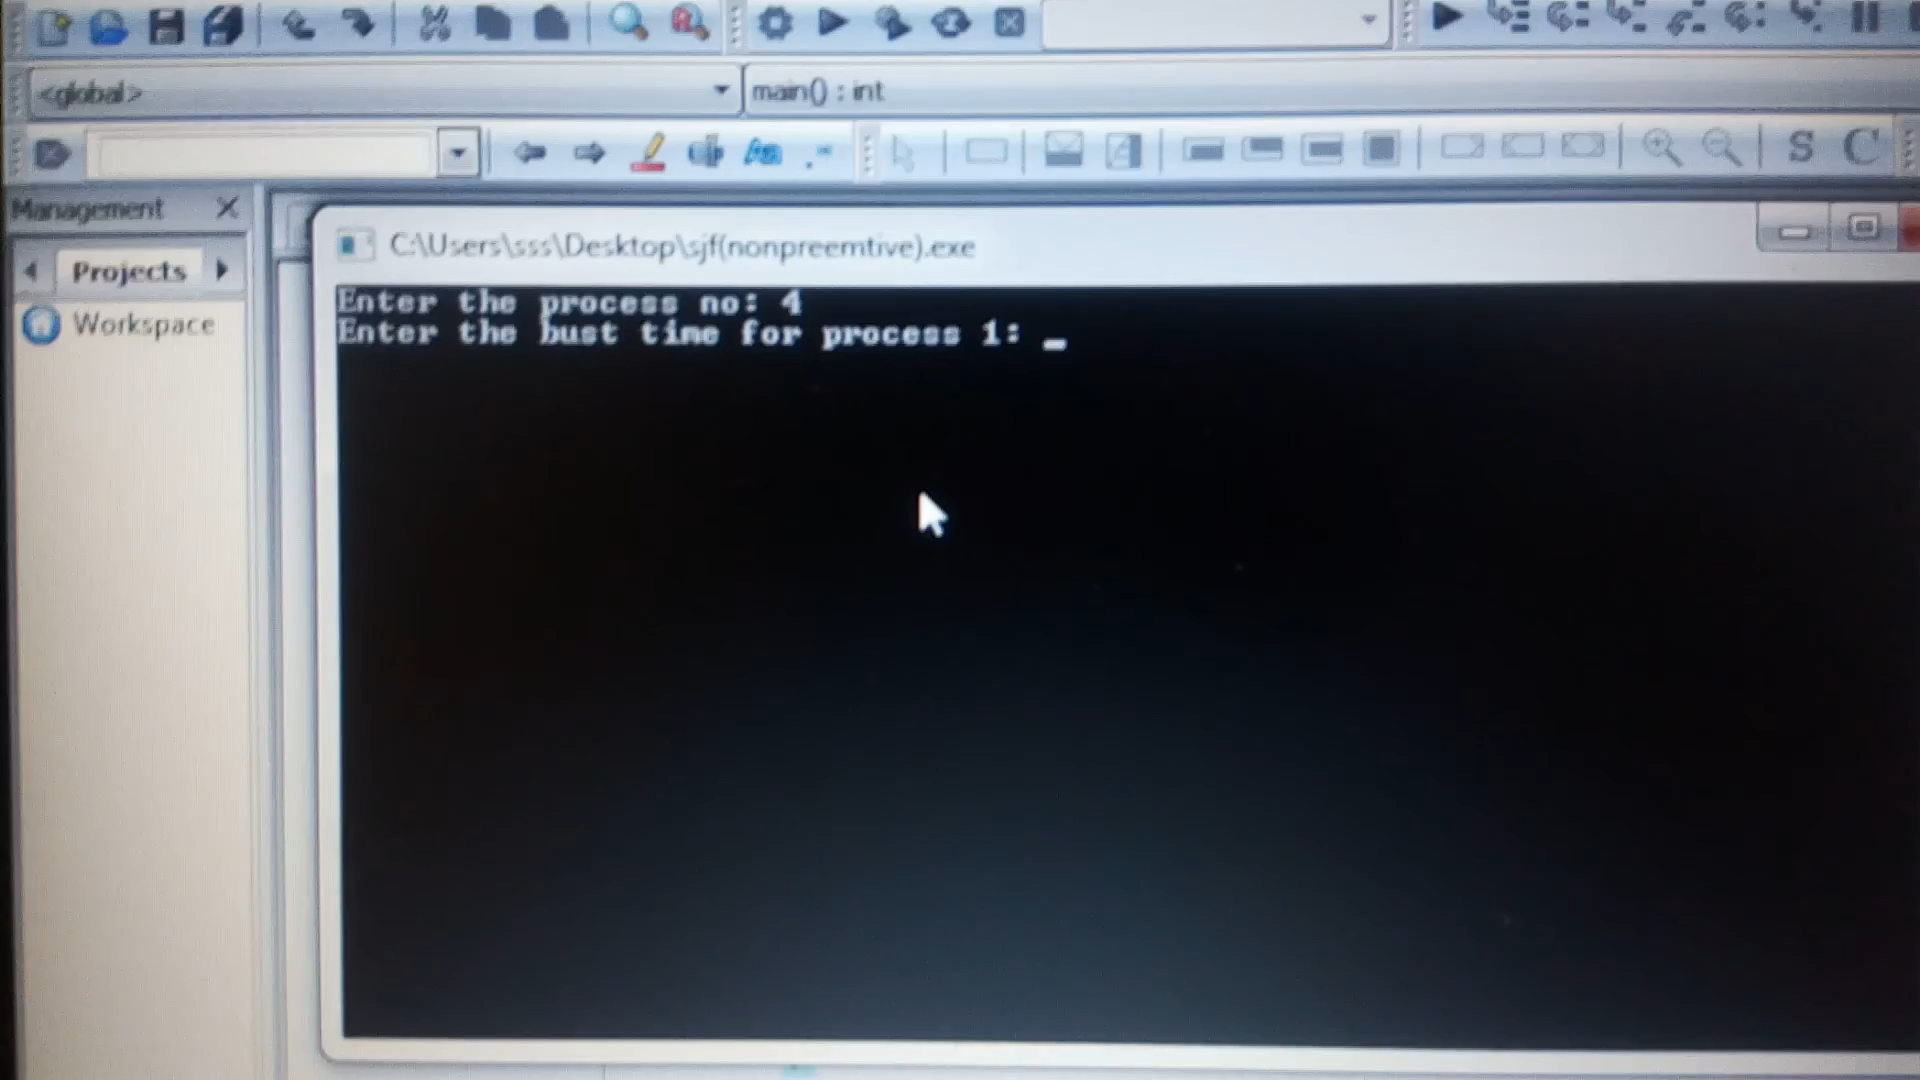 <global>
main() : int
S C
Management
Projects
Workspace
C:\Users\sss\Desktop\sjf(nonpreemtive).exe
Enter the process no: 4
Enter the bust time for process 1: _